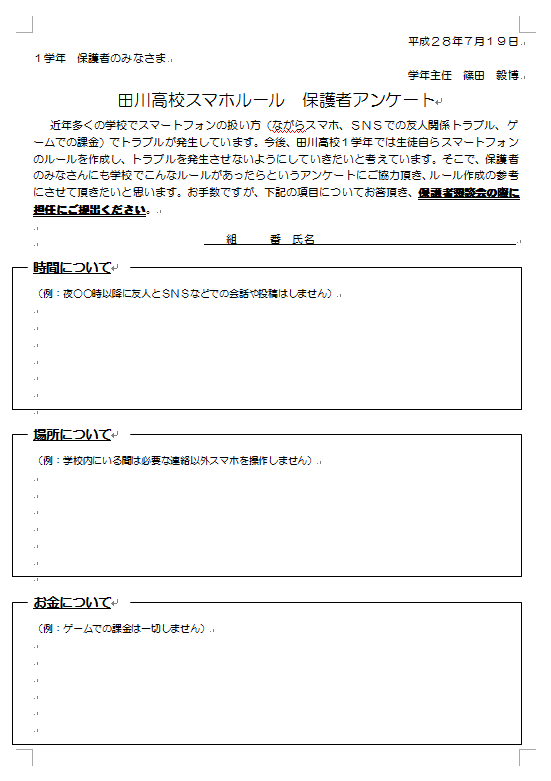 平成２８年７月１９日
１学年　保護者のみなさま
学年主任　篠田　毅博
田川高校スマホルール　保護者アンケート
近年多くの学校でスマートフォンの扱い方（ながらスマホ、ＳＮＳでの友人関係トラブル、ゲ
ームでの課金）でトラブルが発生しています。今後、田川高校１学年では生徒自らスマートフォン
のルールを作成し、トラブルを発生させないようにしていきたいと考えています。そこで、保護者
のみなさんにも学校でこんなルールがあったらというアンケートにご協力頂き、ルール作成の参考
にさせて頂きたいと思います。お手数ですが、下記の項目についてお答頂き、保護者懇談会の際に
担任にご提出ください。
組　　　番　氏名
時間について
（例：夜〇〇時以降に友人とＳＮＳなどでの会話や投稿はしません）
場所について
（例：学校内にいる間は必要な連絡以外スマホを操作しません）
お金について
（例：ゲームでの課金は一切しません）